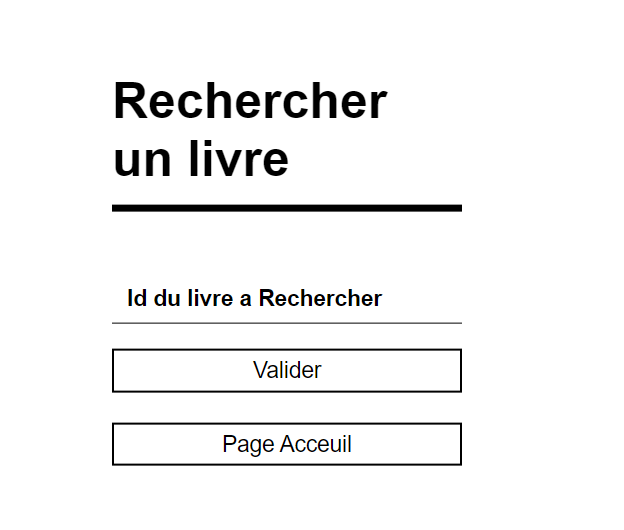 Rechercher
un livre
Id du livre a Rechercher
Valider
Page Acceuil